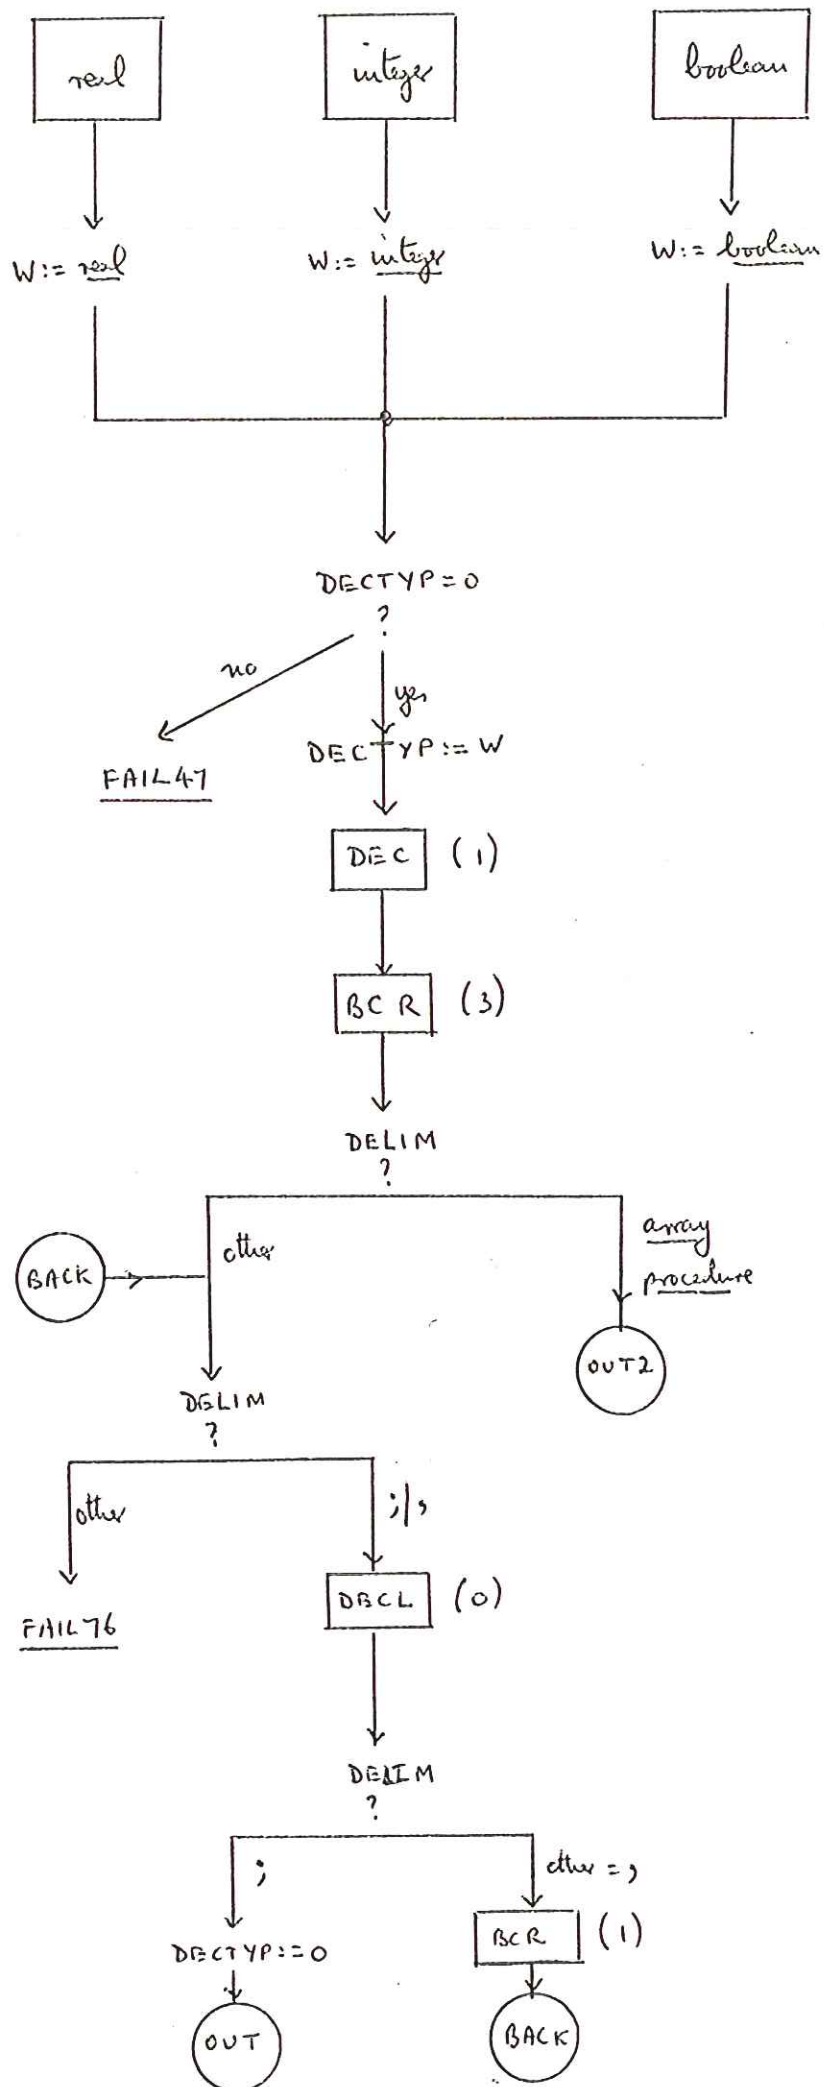 real integer boolean
W:= real W:= integer W:= boolean
DECTYP=0
?
no
yes
DECTYP:= W
FAIL47
DEC (1)
BCR (3)
DELIM
?
other
array
procedure
BACK
OUT2
DELIM
?
other
;|,
DBCL (0)
FAIL76
DELIM
?
;
other = ,
BCR (1)
DECTYP:=0
OUT
BACK